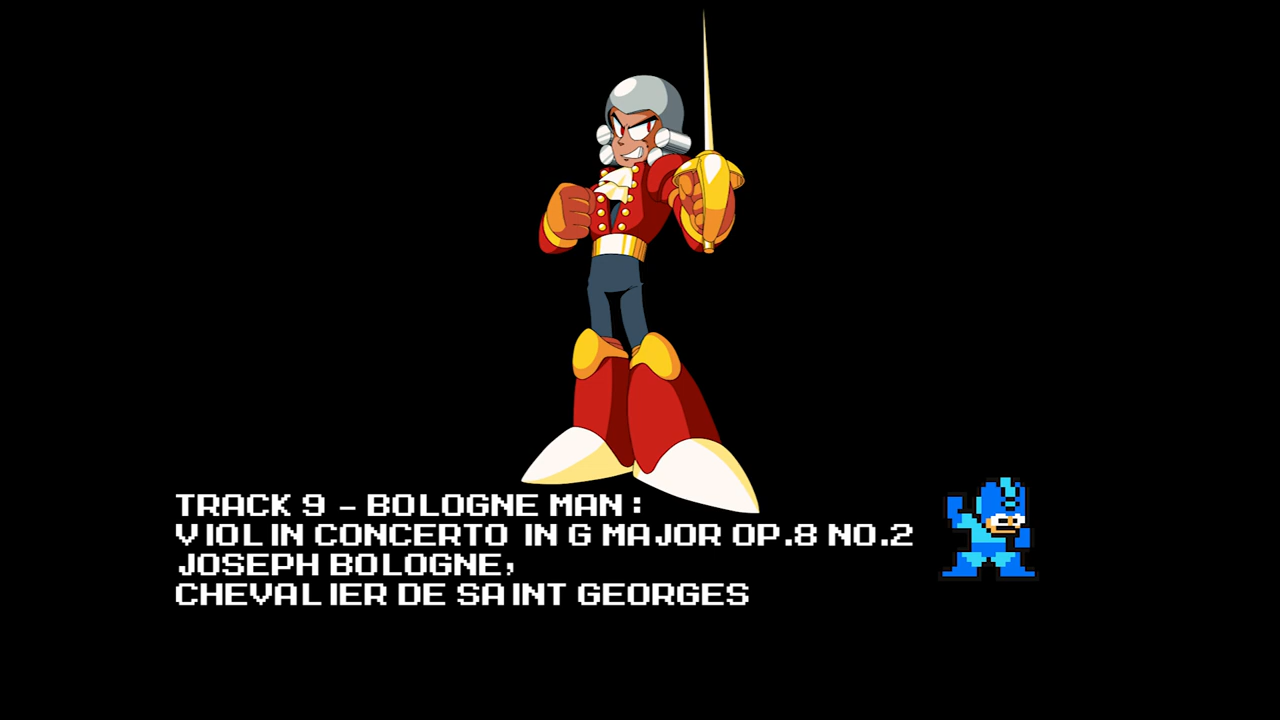 TRACK 9 - BOLOGNE MAN:
VIOLIN CONCERTO IN G MAJOR OP.8 NO.2
JOSEPH BOLOGNE,
CHEVALIER DE SAINT GEORGES